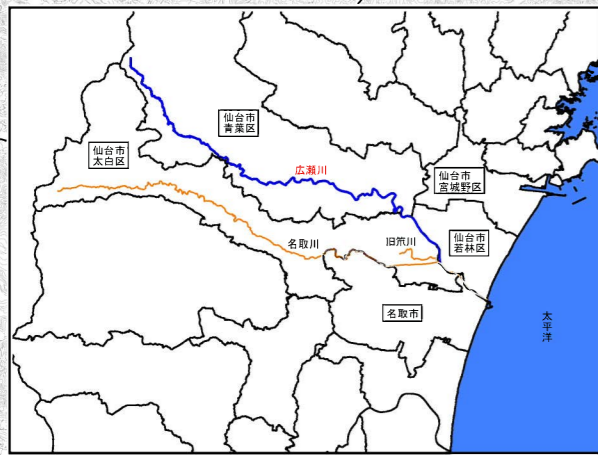 仙台市
青葉区
仙台市
太白区
広瀬川
仙台市
宮城野区
名取川
旧笊川
仙台市
若林区
名取市
太平洋